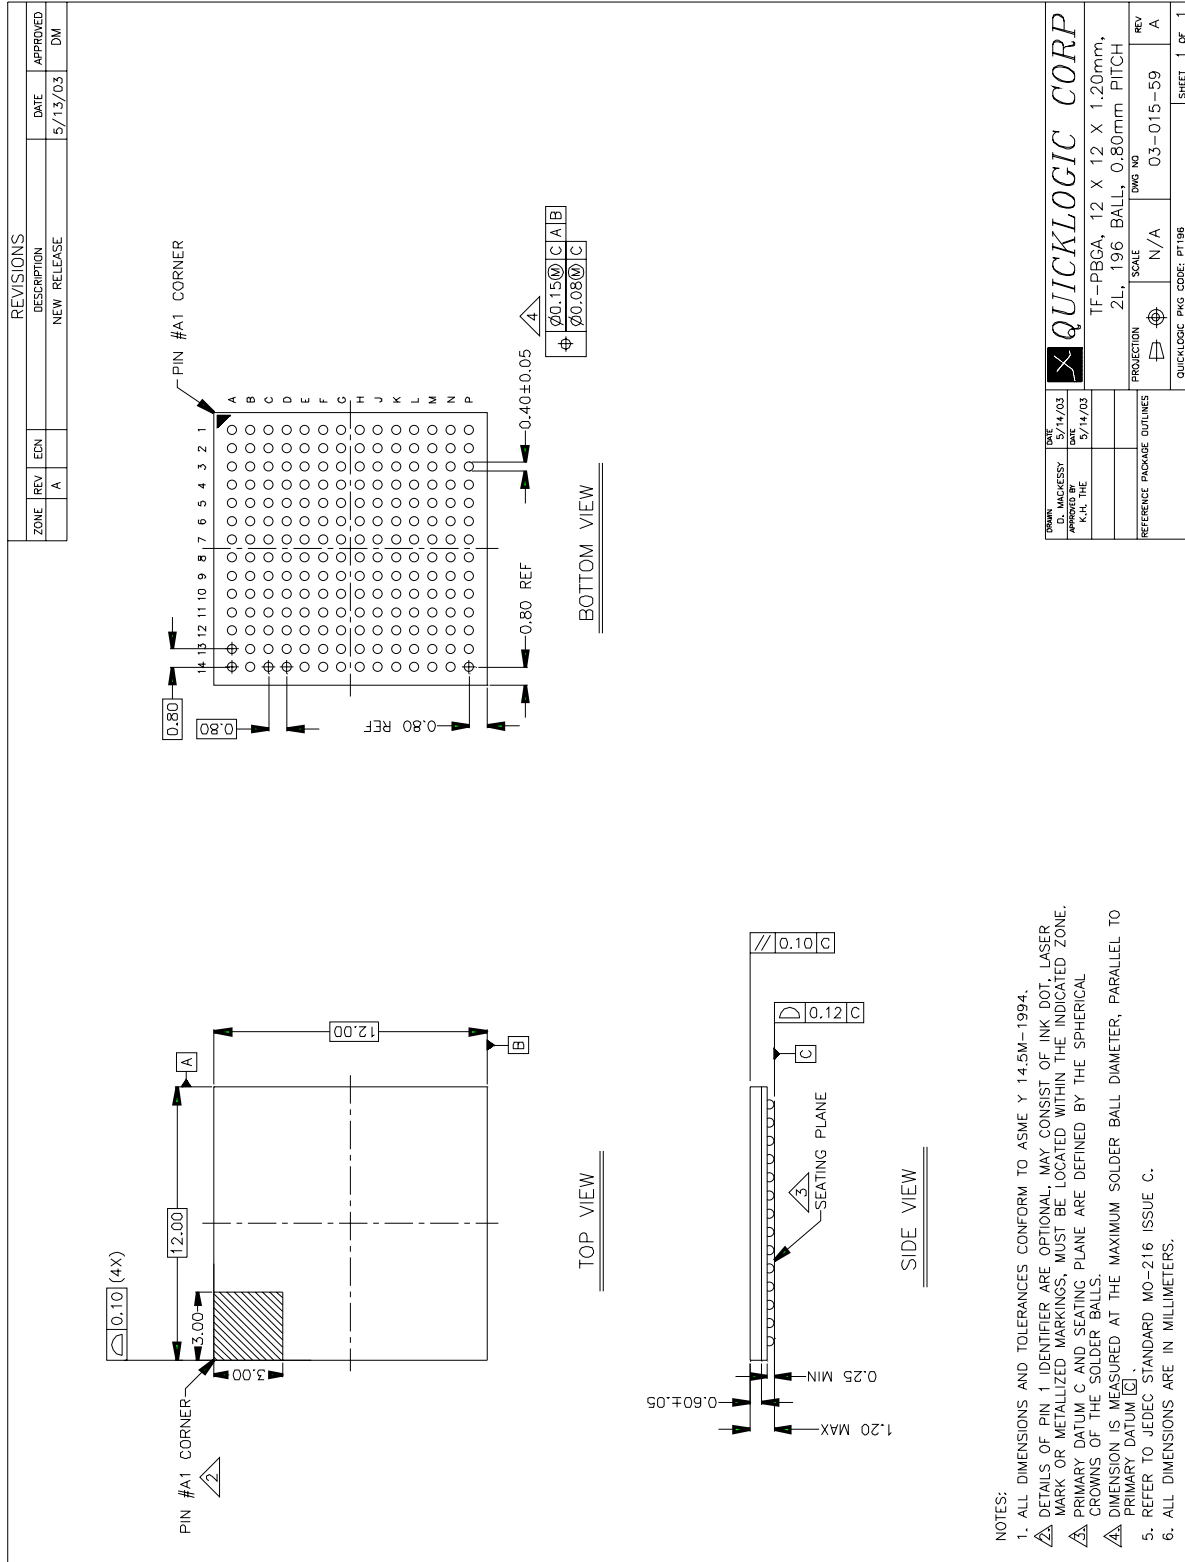 REVISIONS
ZONE REV ECN DESCRIPTION DATE APPROVED
A NEW RELEASE 5/13/03 DM
⌓ 0.10 (4X)
12.00
3.00
3.00
PIN #A1 CORNER
2
A
12.00
B
TOP VIEW
0.80
0.80
14 13 12 11 10 9 8 7 6 5 4 3 2 1
PIN #A1 CORNER
A
B
C
D
E
F
G
H
J
K
L
M
N
P
0.80 REF
0.80 REF
0.40±0.05
4
⌖ Ø0.15Ⓜ C A B
Ø0.08Ⓜ C
BOTTOM VIEW
// 0.10 C
⌓ 0.12 C
C
0.25 MIN
0.60±.05
1.20 MAX
3
SEATING PLANE
SIDE VIEW
NOTES:
1. ALL DIMENSIONS AND TOLERANCES CONFORM TO ASME Y 14.5M-1994.
2. DETAILS OF PIN 1 IDENTIFIER ARE OPTIONAL, MAY CONSIST OF INK DOT, LASER
MARK OR METALLIZED MARKINGS, MUST BE LOCATED WITHIN THE INDICATED ZONE.
3. PRIMARY DATUM C AND SEATING PLANE ARE DEFINED BY THE SPHERICAL
CROWNS OF THE SOLDER BALLS.
4. DIMENSION IS MEASURED AT THE MAXIMUM SOLDER BALL DIAMETER, PARALLEL TO
PRIMARY DATUM C .
5. REFER TO JEDEC STANDARD MO-216 ISSUE C.
6. ALL DIMENSIONS ARE IN MILLIMETERS.
DRAWN DATE
D. MACKESSY 5/14/03
APPROVED BY DATE
K.H. THE 5/14/03
REFERENCE PACKAGE OUTLINES
QUICKLOGIC CORP
TF-PBGA, 12 X 12 X 1.20mm,
2L, 196 BALL, 0.80mm PITCH
PROJECTION SCALE DWG NO REV
N/A 03-015-59 A
QUICKLOGIC PKG CODE: PT196 SHEET 1 OF 1